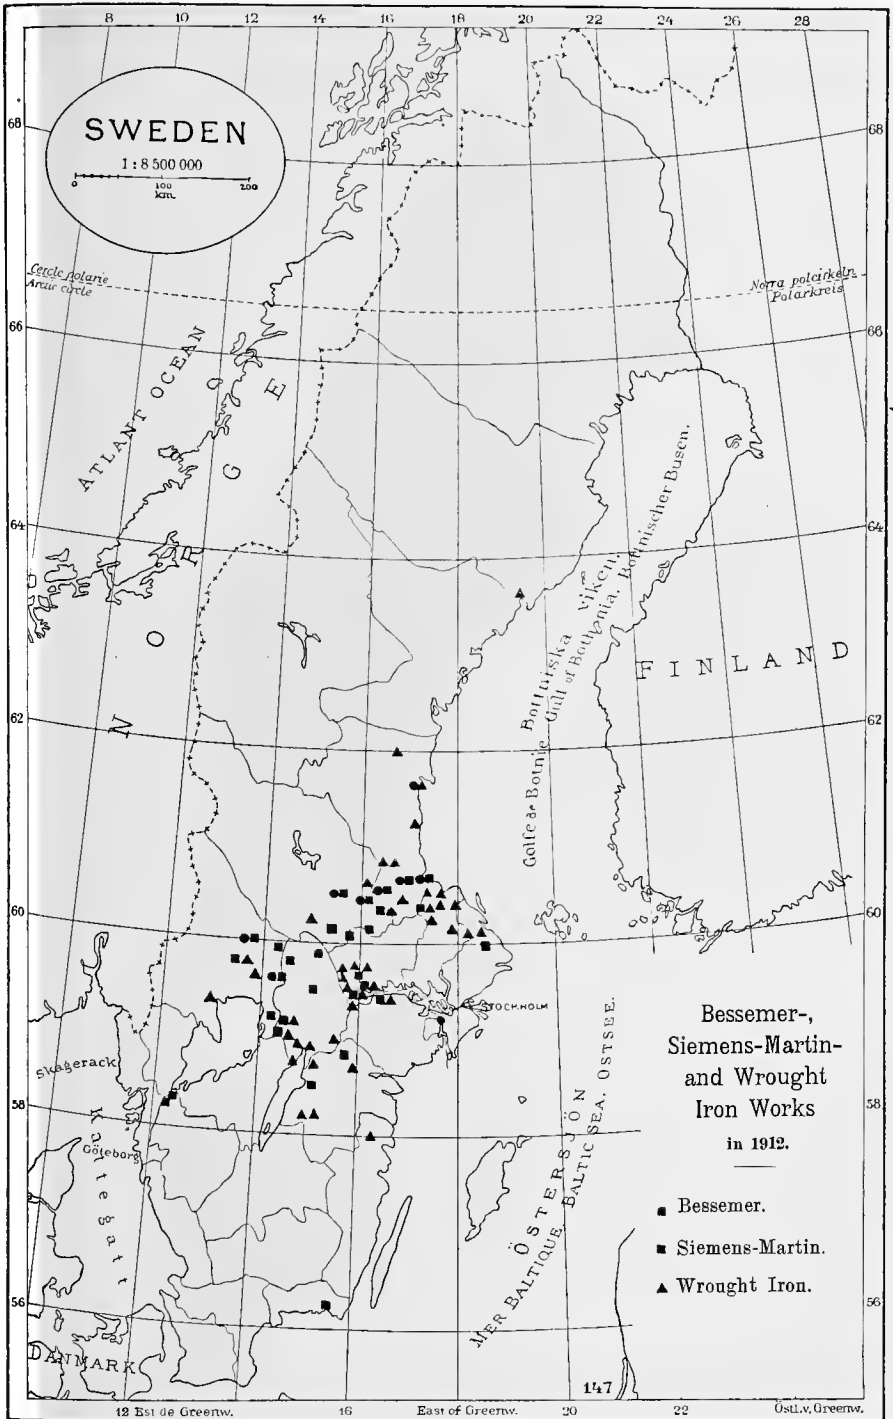 8 10 12 14 16 18 20 22 24 26 28
SWEDEN
1:8 500 000
0 100 200
km.
68 68
Cercle polarie
Arctic circle
Norra polcirkeln
Polarkreis
66 66
ATLANT OCEAN
NORGE
64 64
Bottniska viken.
Golfe de Botnie Gulf of Bothania. Bottnischer Busen.
FINLAND
62 62
60 60
STOCKHOLM
Skagerack
58 58
Kattegatt
Göteborg
ÖSTERSJÖN
MER BALTIQUE BALTIC SEA. OSTSEE.
Bessemer-,
Siemens-Martin-
and Wrought
Iron Works
in 1912.
Bessemer.
Siemens-Martin.
Wrought Iron.
56 56
DANMARK
147
12 Est de Greenw. 16 East of Greenw. 20 22 Östl.v. Greenw.